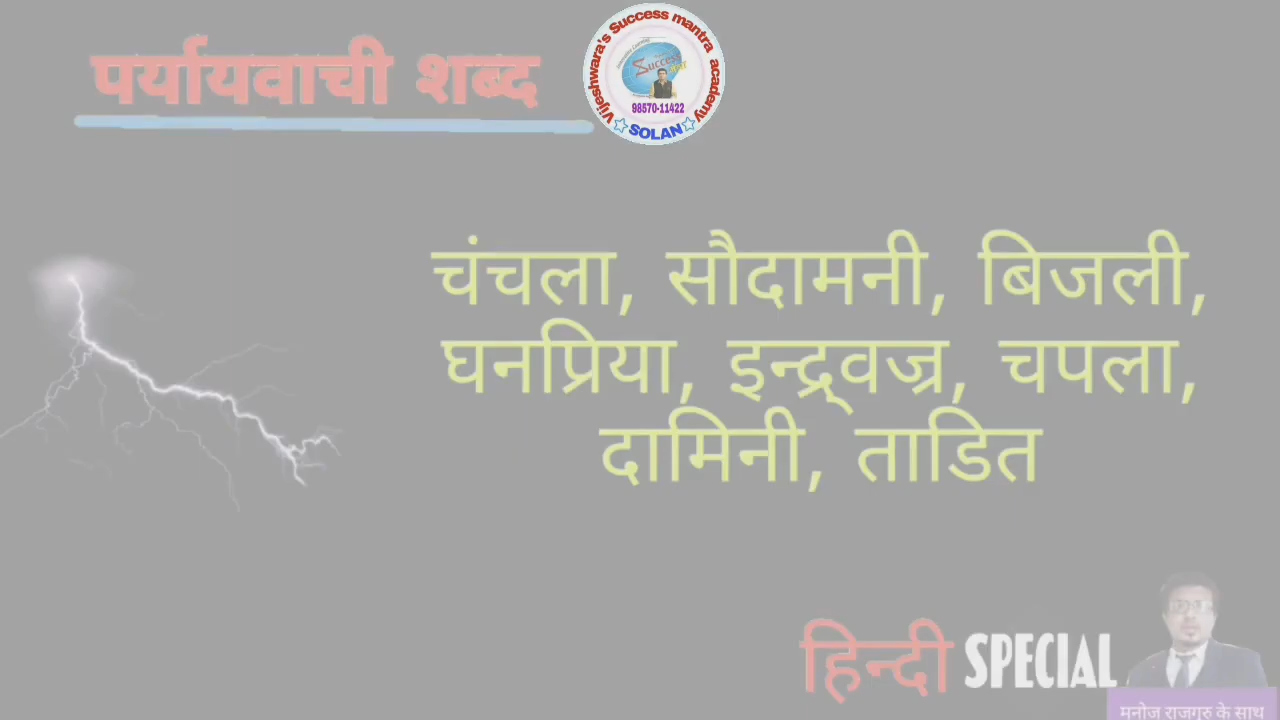 पर्यायवाची शब्द
Vijeshwara's Success mantra academy
Success
98570-11422
SOLAN
चंचला, सौदामनी, बिजली,
घनप्रिया, इन्द्र्वज्र, चपला,
दामिनी, ताडित
हिन्दी SPECIAL
मनोज राजगुरु के साथ